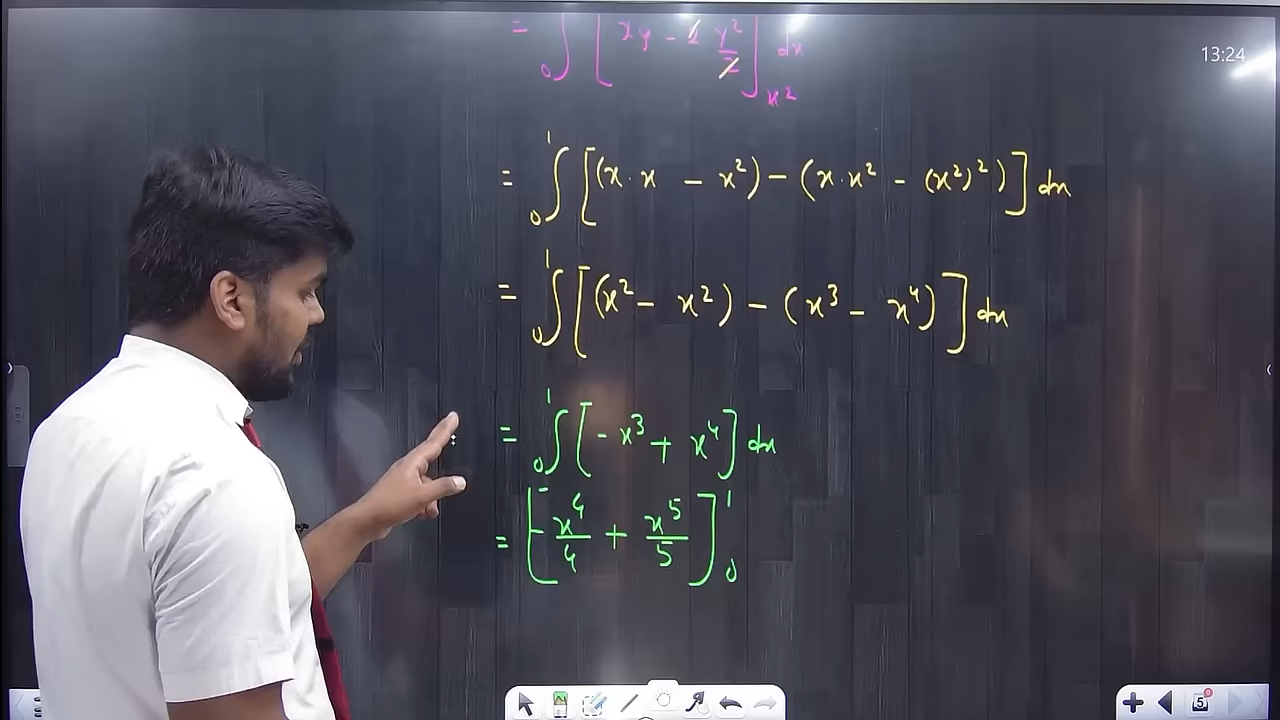 = ∫₀ [xy - 2 y²/2]ₓ² dx
13:24
= ∫₀¹ [(x·x - x²) - (x·x² - (x²)²)] dx
= ∫₀¹ [(x² - x²) - (x³ - x⁴)] dx
= ∫₀¹ [-x³ + x⁴] dx
= [-x⁴/4 + x⁵/5]₀¹
5